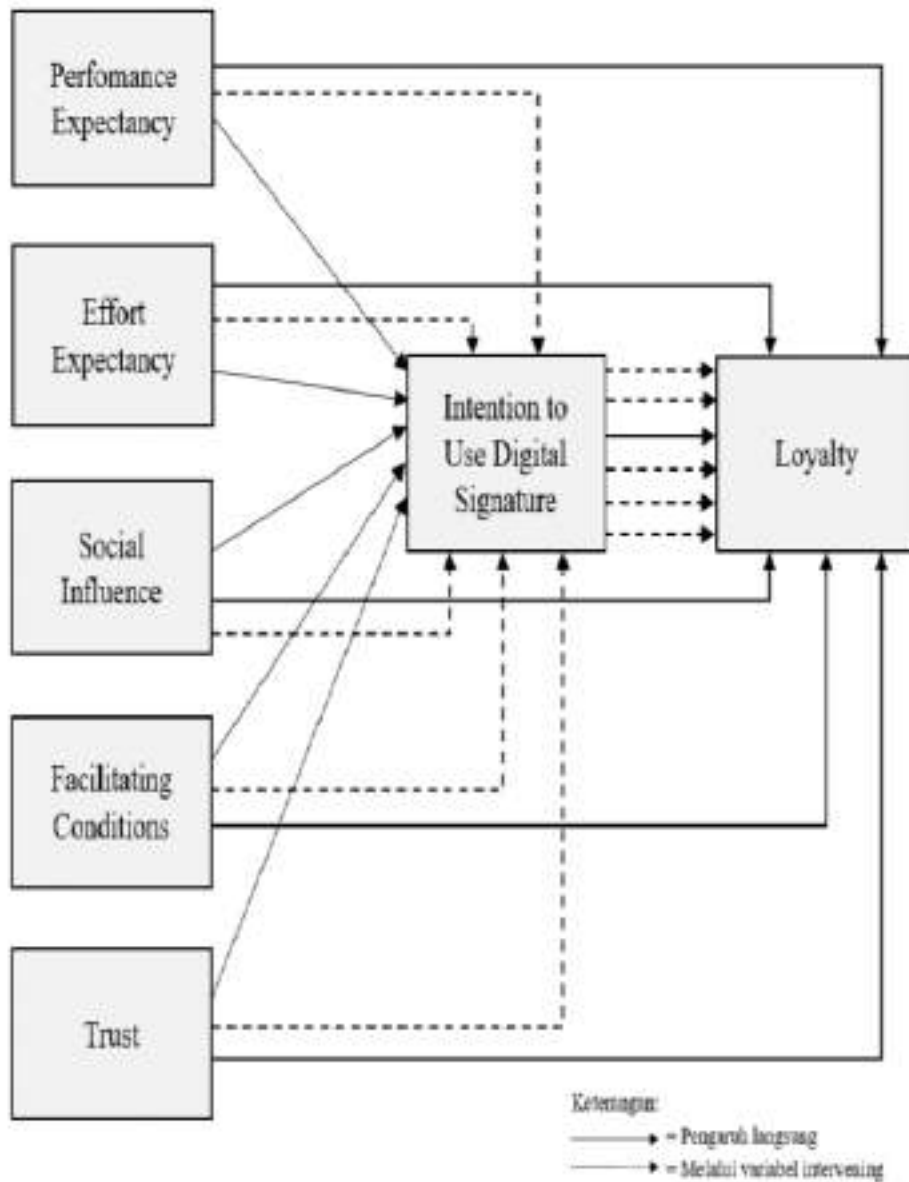 Perfomance
Expectancy
Effort
Expectancy
Intention to
Use Digital
Signature
Loyalty
Social
Influence
Facilitating
Conditions
Trust
Keterangan:
= Pengaruh langsung
= Melalui variabel intervening